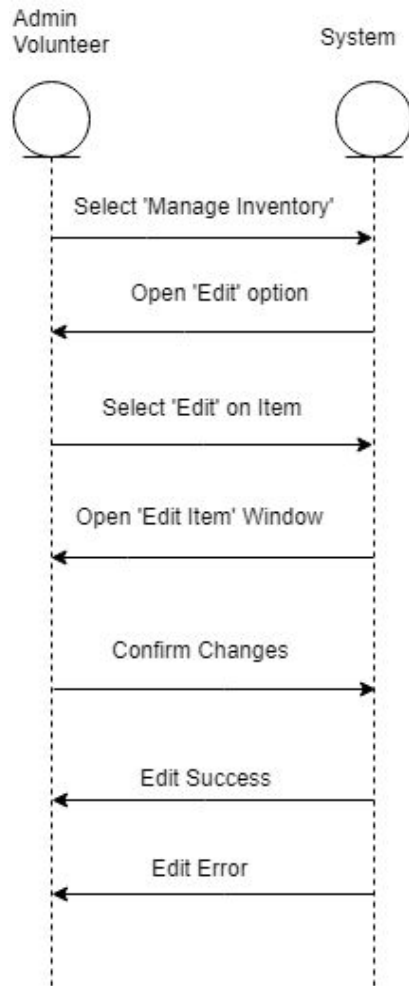 Admin
Volunteer
System
Select 'Manage Inventory'
Open 'Edit' option
Select 'Edit' on Item
Open 'Edit Item' Window
Confirm Changes
Edit Success
Edit Error